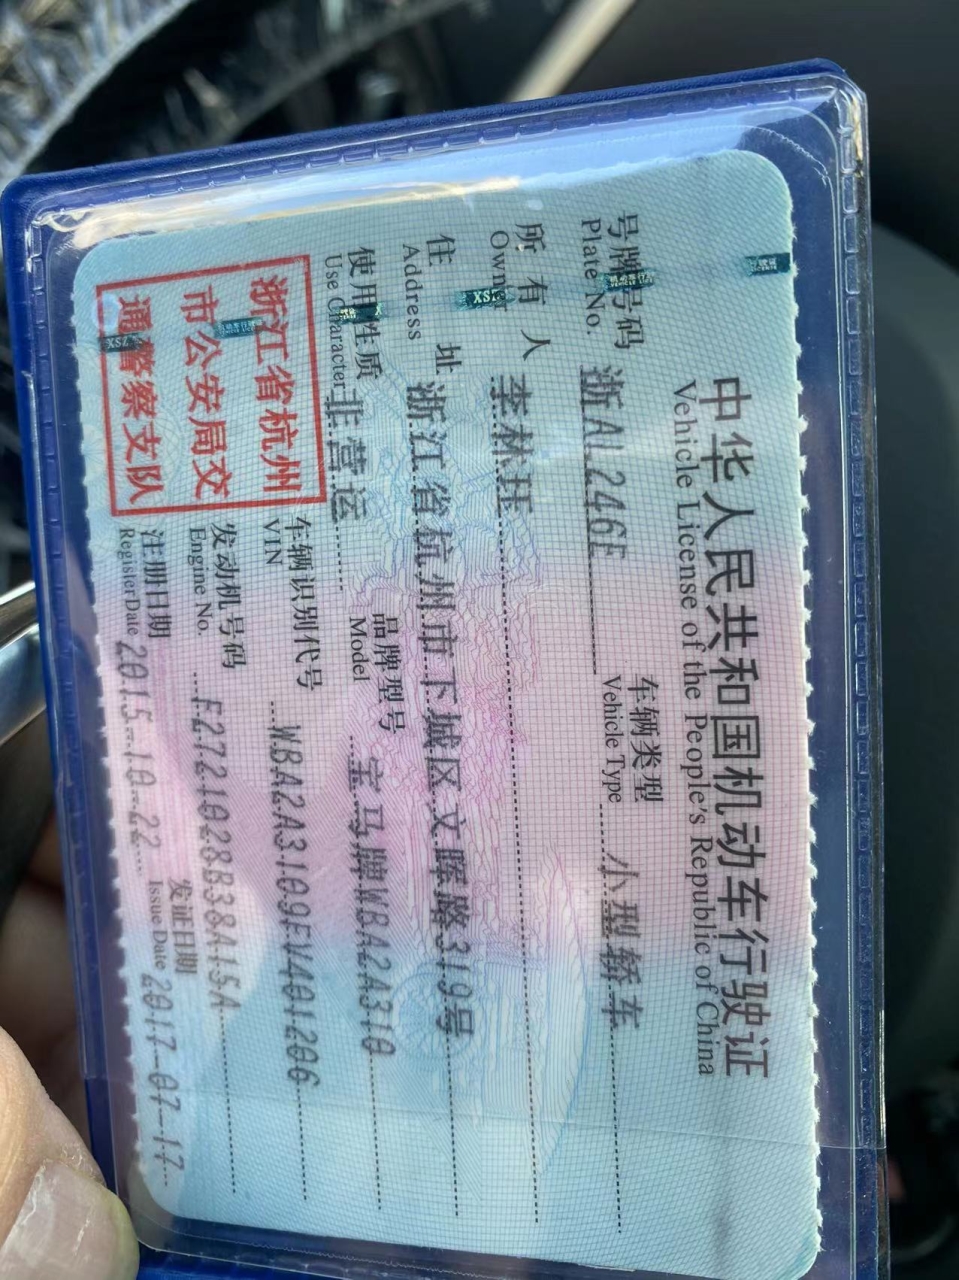 中华人民共和国机动车行驶证
Vehicle License of the People's Republic of China
号牌号码 浙AL246E 车辆类型 小型轿车
Plate No. Vehicle Type
所有人 李林玨
Owner
住址 浙江省杭州市下城区文晖路319号
Address
使用性质 非营运 品牌型号 宝马牌WBA2A310
Use Character Model
浙江省杭州
市公安局交
通警察支队
车辆识别代号 WBA2A3109EV401206
VIN
发动机号码 F2721028B38A15A
Engine No.
注册日期 2015-10-22 发证日期 2017-07-17
Register Date Issue Date
ZSX
ZSX